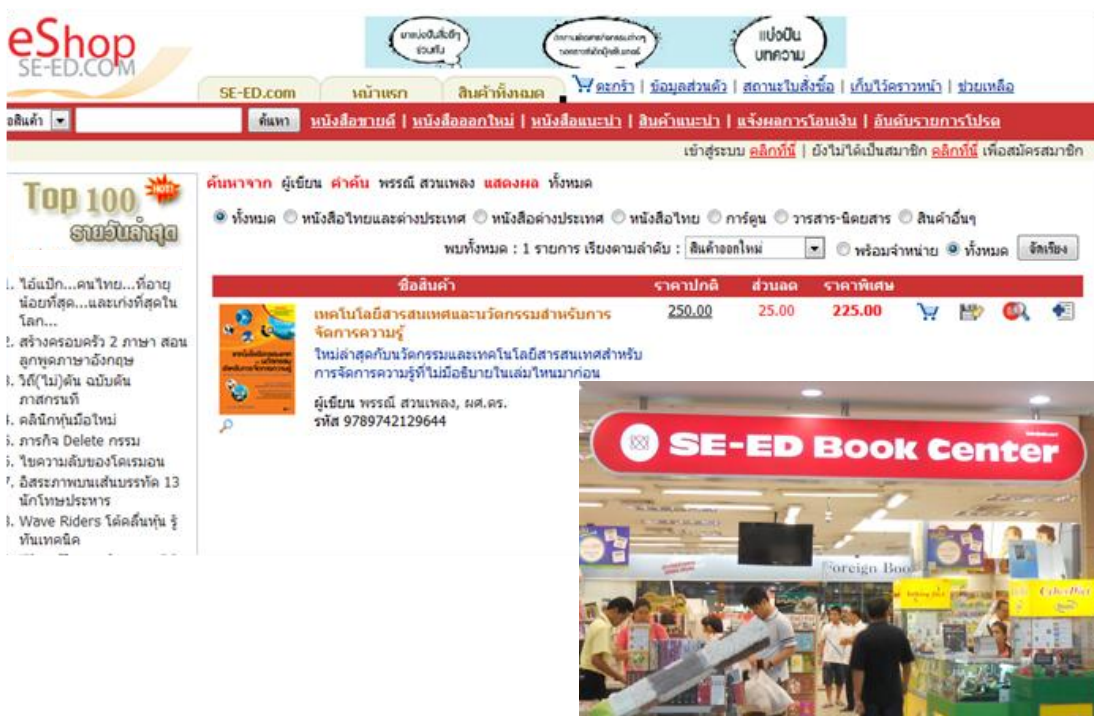 eShop
SE-ED.COM
มาแบ่งปันสื่อดีๆ
ร่วมกัน
แบ่งปัน
บทความ
SE-ED.com
หน้าแรก
สินค้าทั้งหมด
ตะกร้า | ข้อมูลส่วนตัว | สถานะใบสั่งซื้อ | เก็บไว้คราวหน้า | ช่วยเหลือ
อสินค้า
ค้นหา
หนังสือขายดี | หนังสือออกใหม่ | หนังสือแนะนำ | สินค้าแนะนำ | แจ้งผลการโอนเงิน | อันดับรายการโปรด
เข้าสู่ระบบ คลิกที่นี่ | ยังไม่ได้เป็นสมาชิก คลิกที่นี่ เพื่อสมัครสมาชิก
Top 100 HOT!
รายวันล่าสุด
ค้นหาจาก ผู้เขียน คำค้น พรรณี สวนเพลง แสดงผล ทั้งหมด
ทั้งหมด หนังสือไทยและต่างประเทศ หนังสือต่างประเทศ หนังสือไทย การ์ตูน วารสาร-นิตยสาร สินค้าอื่นๆ
พบทั้งหมด : 1 รายการ เรียงตามลำดับ : สินค้าออกใหม่ พร้อมจำหน่าย ทั้งหมด จัดเรียง
ชื่อสินค้า ราคาปกติ ส่วนลด ราคาพิเศษ
เทคโนโลยีสารสนเทศและนวัตกรรมสำหรับการ
จัดการความรู้
250.00 25.00 225.00
ใหม่ล่าสุดกับนวัตกรรมและเทคโนโลยีสารสนเทศสำหรับ
การจัดการความรู้ที่ไม่มีอธิบายในเล่มไหนมาก่อน
ผู้เขียน พรรณี สวนเพลง, ผศ.ดร.
รหัส 9789742129644
ไอ้แป๊ก...คนไทย...ที่อายุ
น้อยที่สุด...และเก่งที่สุดใน
โลก...
สร้างครอบครัว 2 ภาษา สอน
ลูกพูดภาษาอังกฤษ
วิถี(ไม่)ตัน ฉบับตัน
ภาสกรนที
คลินิกหุ้นมือใหม่
ภารกิจ Delete กรรม
ไขความลับของโดเรมอน
อิสระภาพบนเส้นบรรทัด 13
นักโทษประหาร
Wave Riders โต้คลื่นหุ้น รู้
ทันเทคนิค
SE-ED Book Center
Foreign Boo
Talking Dict
CyberDict